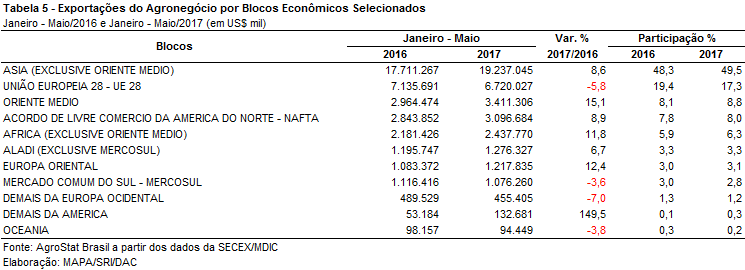 Tabela 5 - Exportações do Agronegócio por Blocos Econômicos Selecionados
Janeiro - Maio/2016 e Janeiro - Maio/2017 (em US$ mil)
Blocos Janeiro - Maio Var. % Participação %
2016 2017 2017/2016 2016 2017
ASIA (EXCLUSIVE ORIENTE MEDIO) 17.711.267 19.237.045 8,6 48,3 49,5
UNIÃO EUROPEIA 28 - UE 28 7.135.691 6.720.027 -5,8 19,4 17,3
ORIENTE MEDIO 2.964.474 3.411.306 15,1 8,1 8,8
ACORDO DE LIVRE COMERCIO DA AMERICA DO NORTE - NAFTA 2.843.852 3.096.684 8,9 7,8 8,0
AFRICA (EXCLUSIVE ORIENTE MEDIO) 2.181.426 2.437.770 11,8 5,9 6,3
ALADI (EXCLUSIVE MERCOSUL) 1.195.747 1.276.327 6,7 3,3 3,3
EUROPA ORIENTAL 1.083.372 1.217.835 12,4 3,0 3,1
MERCADO COMUM DO SUL - MERCOSUL 1.116.416 1.076.260 -3,6 3,0 2,8
DEMAIS DA EUROPA OCIDENTAL 489.529 455.405 -7,0 1,3 1,2
DEMAIS DA AMERICA 53.184 132.681 149,5 0,1 0,3
OCEANIA 98.157 94.449 -3,8 0,3 0,2
Fonte: AgroStat Brasil a partir dos dados da SECEX/MDIC
Elaboração: MAPA/SRI/DAC